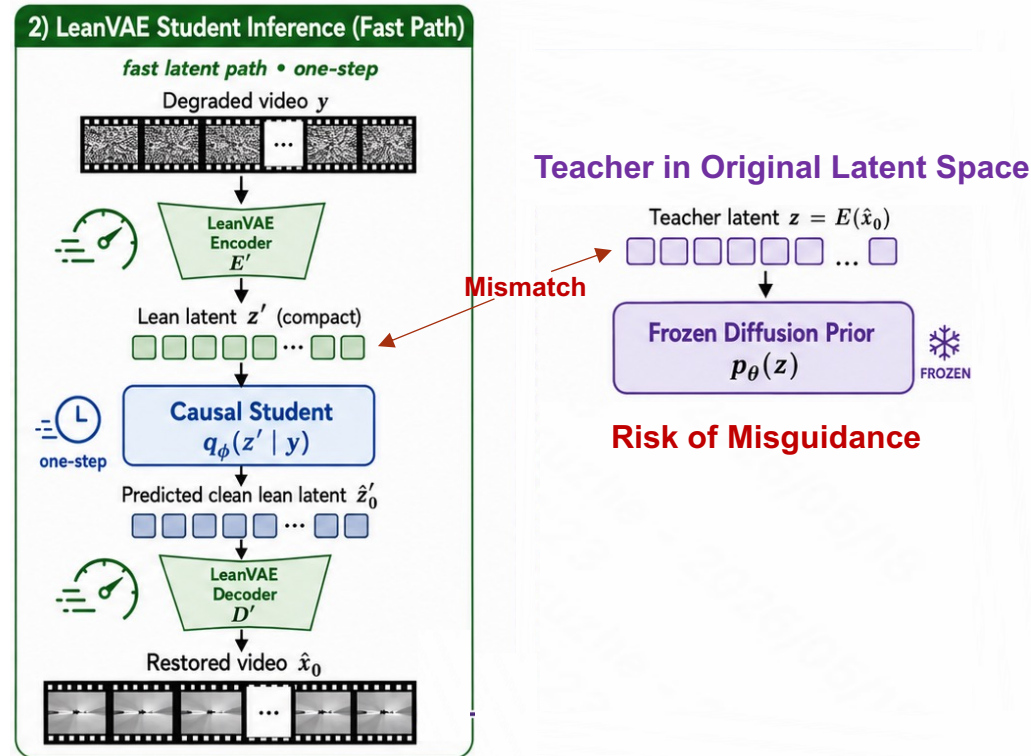 2) LeanVAE Student Inference (Fast Path)
fast latent path • one-step
Degraded video y
...
LeanVAE
Encoder
E′
Lean latent z′ (compact)
...
Causal Student
qϕ(z′ | y)
one-step
Predicted clean lean latent ẑ′₀
...
LeanVAE
Decoder
D′
Restored video x̂₀
...
Mismatch
Teacher in Original Latent Space
Teacher latent z = E(x̂₀)
...
Frozen Diffusion Prior
pθ(z)
FROZEN
Risk of Misguidance